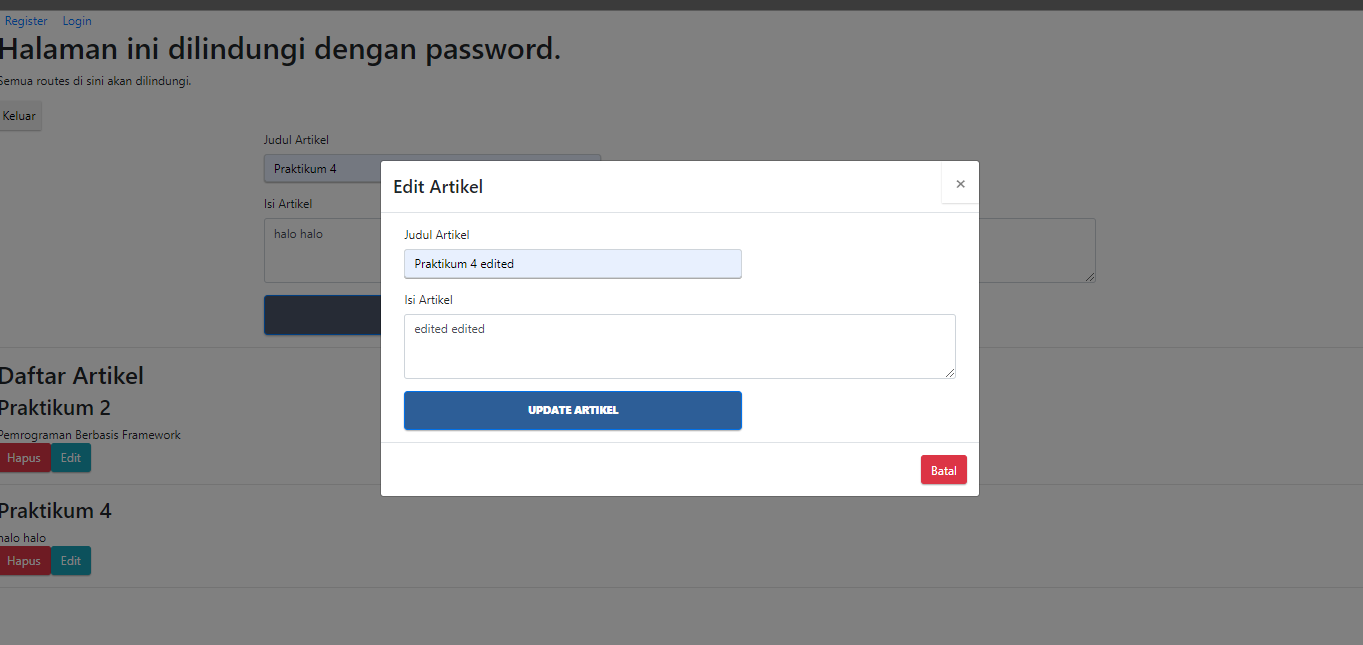 Register Login
Halaman ini dilindungi dengan password.
Semua routes di sini akan dilindungi.
Keluar
Judul Artikel
Praktikum 4
Isi Artikel
halo halo
Edit Artikel
×
Judul Artikel
Praktikum 4 edited
Isi Artikel
edited edited
UPDATE ARTIKEL
Batal
Daftar Artikel
Praktikum 2
Pemrograman Berbasis Framework
Hapus Edit
Praktikum 4
halo halo
Hapus Edit